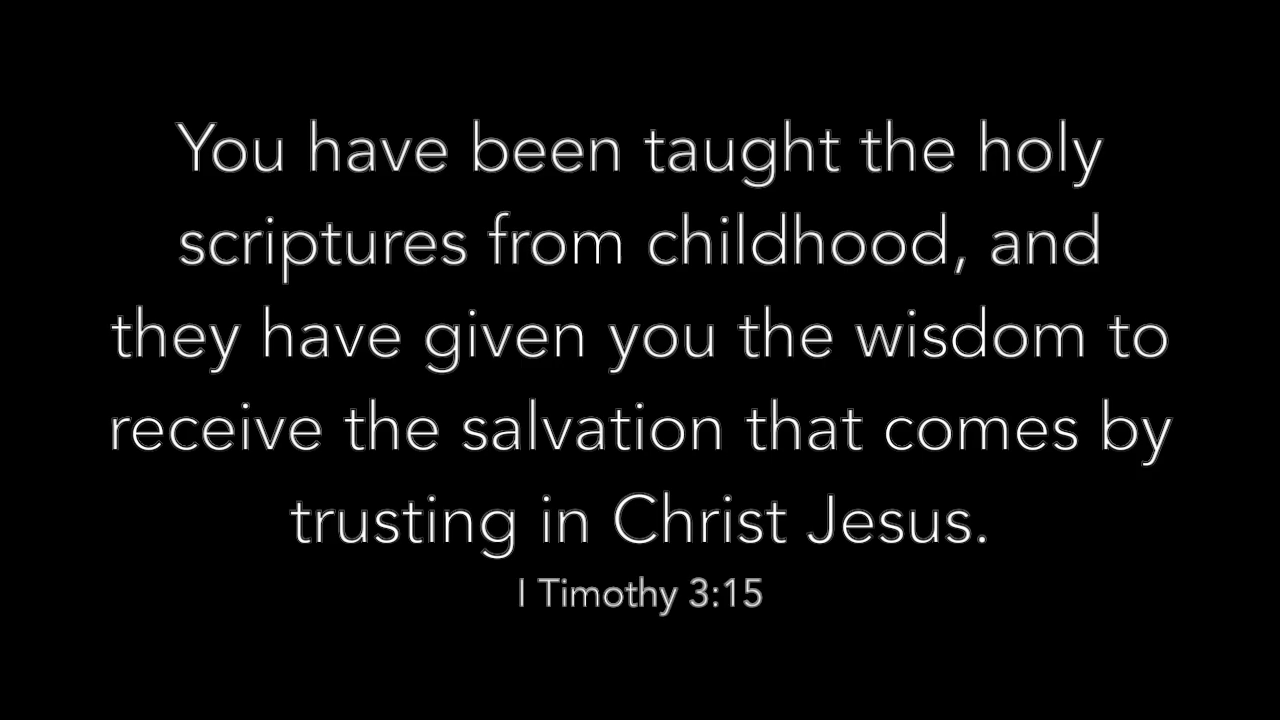 You have been taught the holy
scriptures from childhood, and
they have given you the wisdom to
receive the salvation that comes by
trusting in Christ Jesus.
I Timothy 3:15